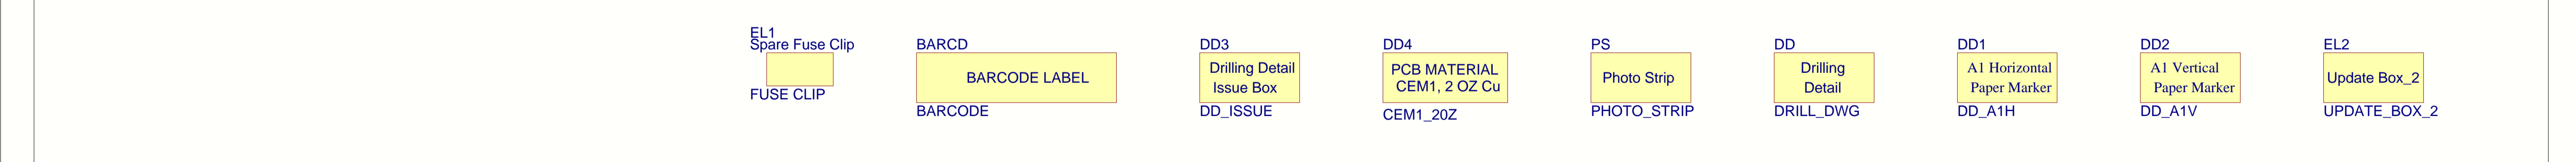 EL1
Spare Fuse Clip
FUSE CLIP
BARCD
BARCODE LABEL
BARCODE
DD3
Drilling Detail
Issue Box
DD_ISSUE
DD4
PCB MATERIAL
CEM1, 2 OZ Cu
CEM1_20Z
PS
Photo Strip
PHOTO_STRIP
DD
Drilling
Detail
DRILL_DWG
DD1
A1 Horizontal
Paper Marker
DD_A1H
DD2
A1 Vertical
Paper Marker
DD_A1V
EL2
Update Box_2
UPDATE_BOX_2